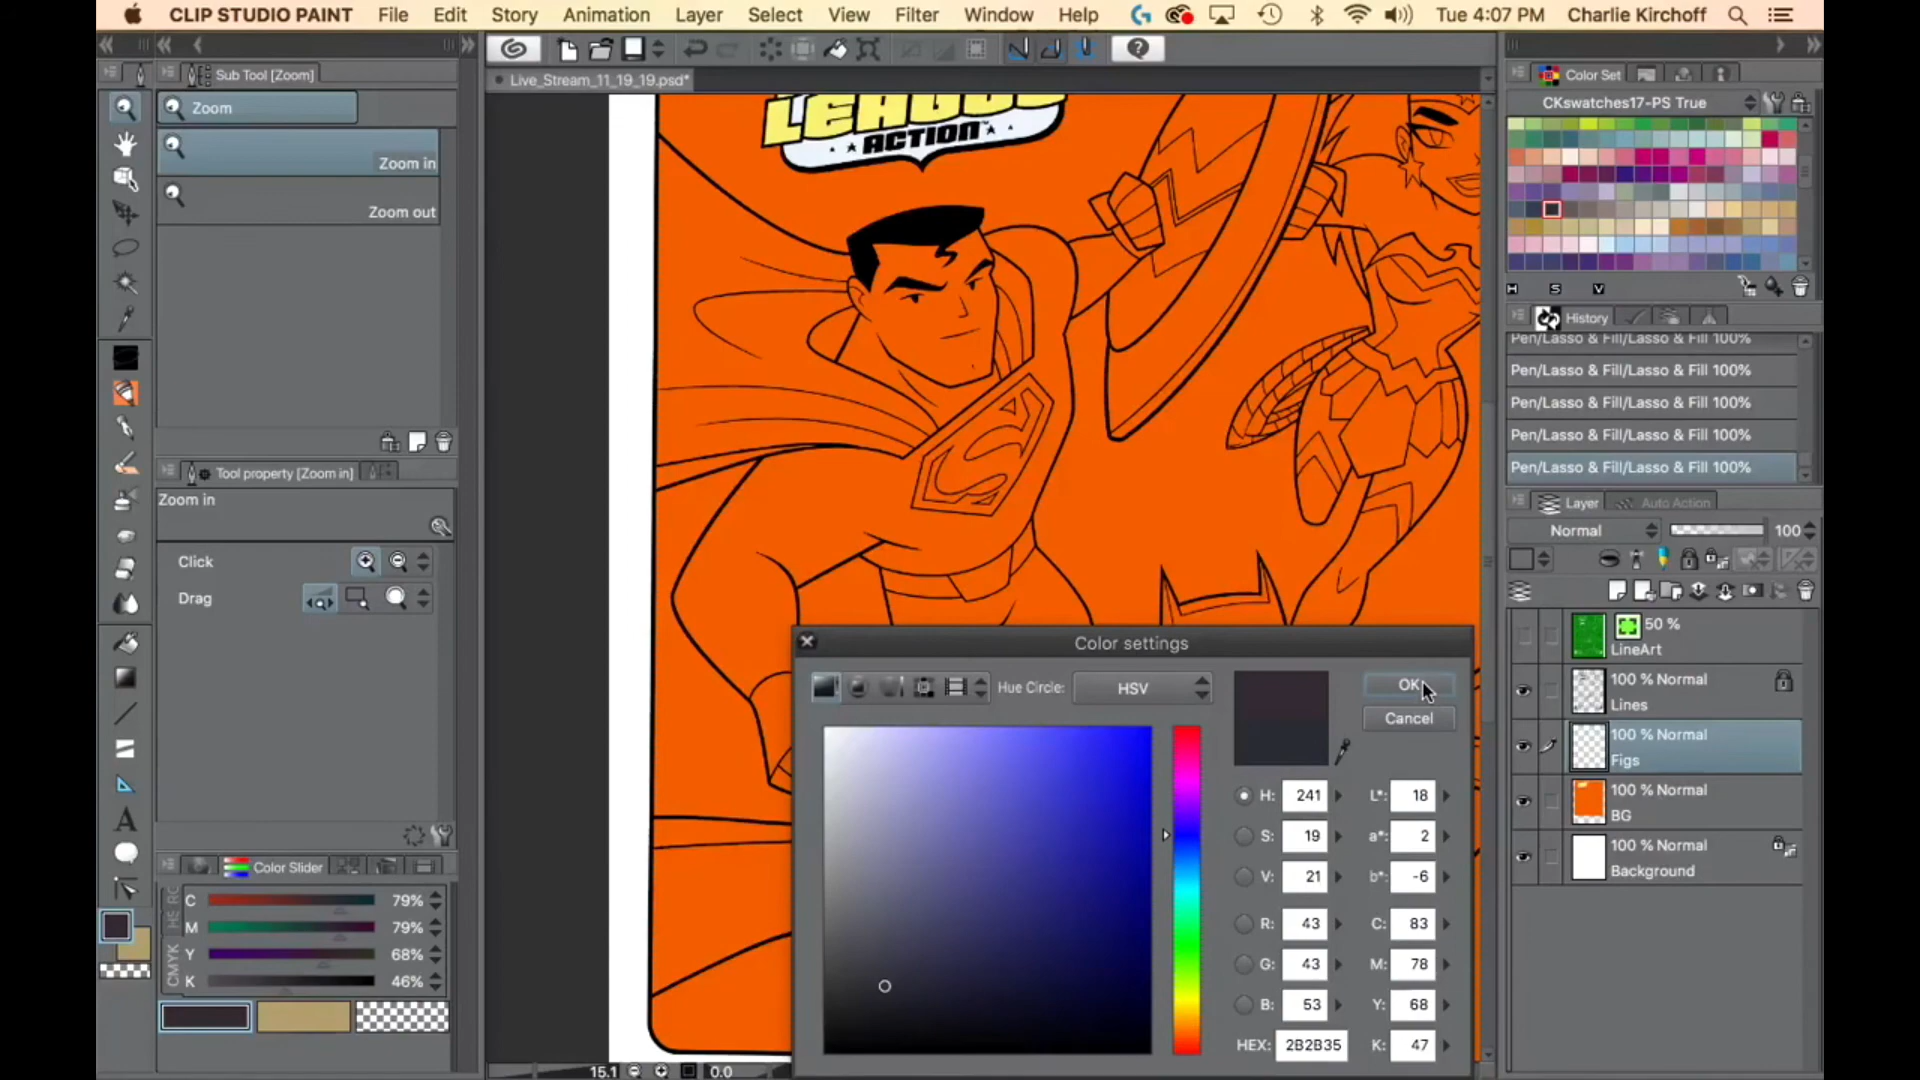 CLIP STUDIO PAINT File Edit Story Animation Layer Select View Filter Window Help Tue 4:07 PM Charlie Kirchoff
Sub Tool [Zoom]
Zoom
Zoom in
Zoom out
Tool property [Zoom in]
Zoom in
Click
Drag
Color Slider
CMYK
C 79%
M 79%
Y 68%
K 46%
Live_Stream_11_19_19.psd*
LEAGUE
ACTION™
S
15.1 0.0
Color settings
Hue Circle: HSV
OK
Cancel
H: 241 L*: 18
S: 19 a*: 2
V: 21 b*: -6
R: 43 C: 83
G: 43 M: 78
B: 53 Y: 68
HEX: 2B2B35 K: 47
Color Set
CKswatches17-PS True
H S V
History
Pen/Lasso & Fill/Lasso & Fill 100%
Pen/Lasso & Fill/Lasso & Fill 100%
Pen/Lasso & Fill/Lasso & Fill 100%
Pen/Lasso & Fill/Lasso & Fill 100%
Pen/Lasso & Fill/Lasso & Fill 100%
Layer Auto Action
Normal 100
50 %
LineArt
100 % Normal
Lines
100 % Normal
Figs
100 % Normal
BG
100 % Normal
Background